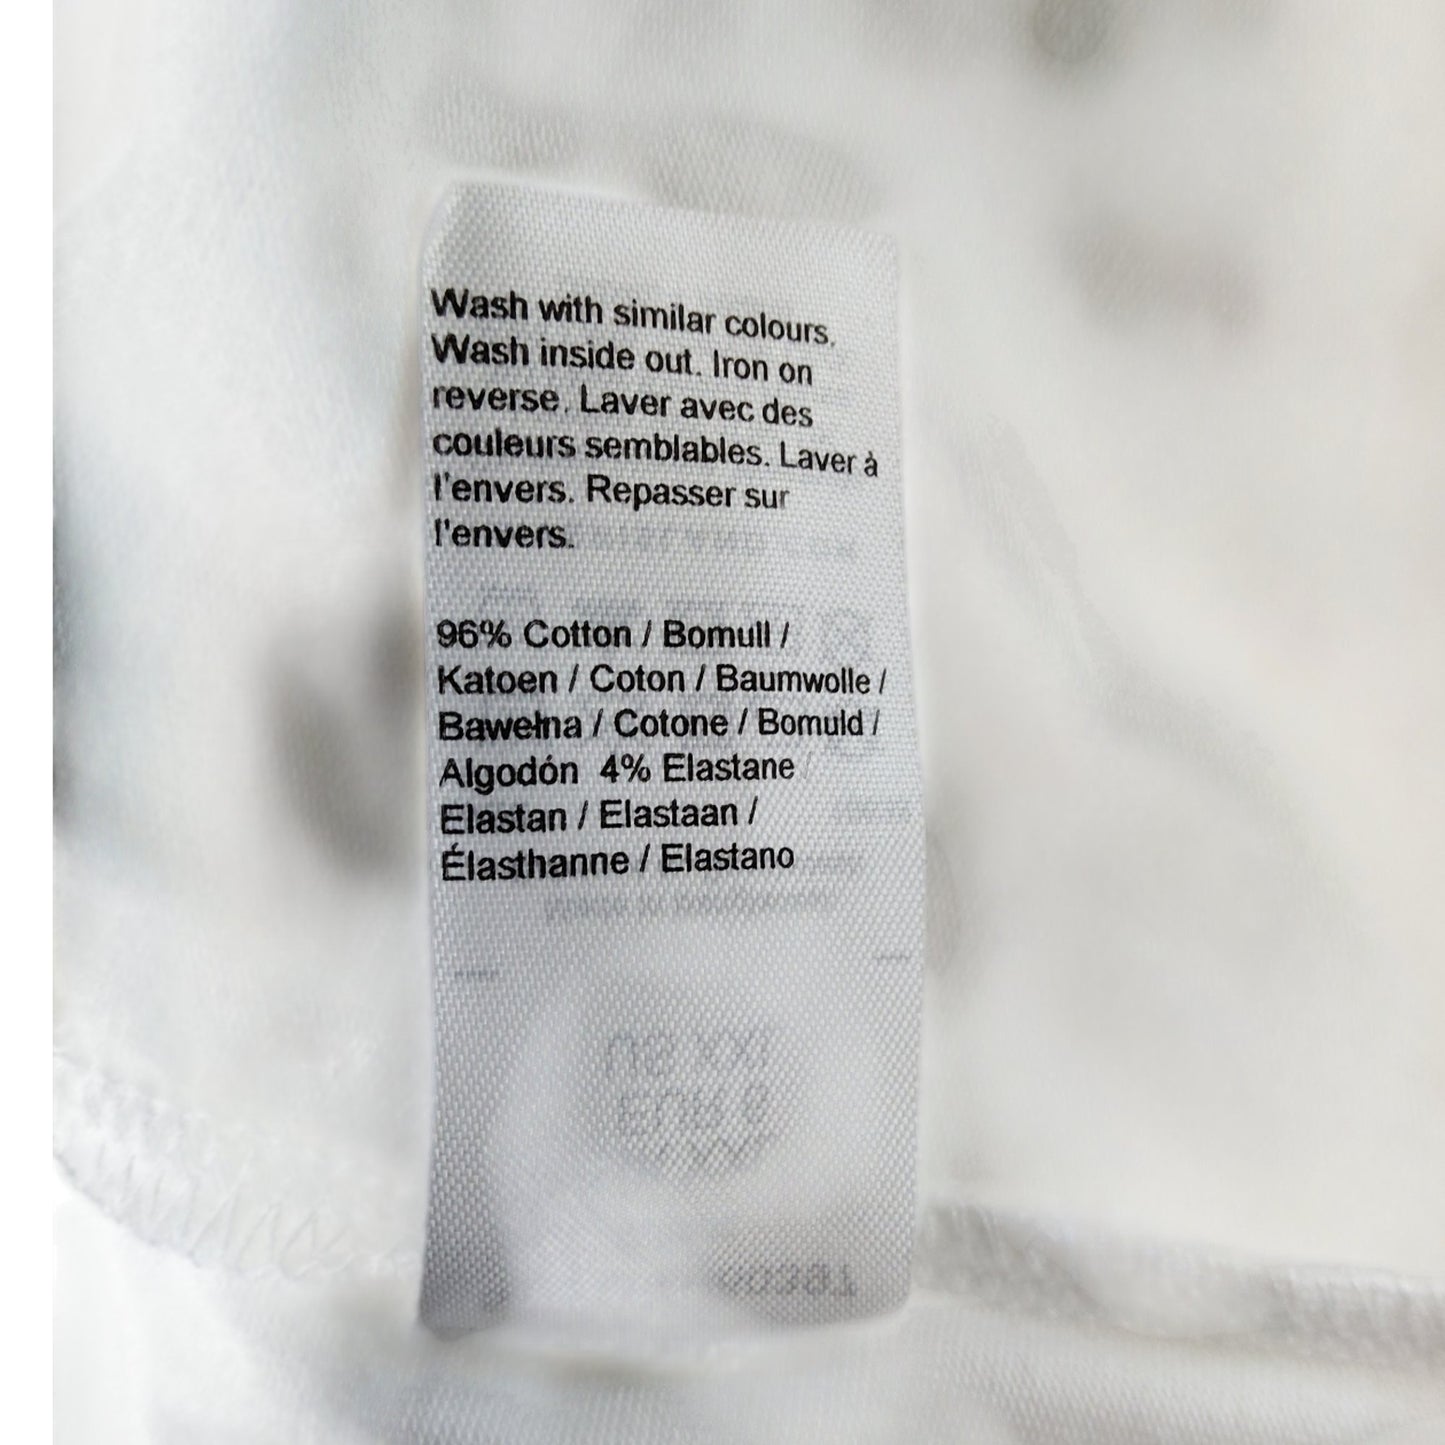 Wash with similar colours.
Wash inside out. Iron on
reverse. Laver avec des
couleurs semblables. Laver à
l'envers. Repasser sur
l'envers.
96% Cotton / Bomull /
Katoen / Coton / Baumwolle /
Bawełna / Cotone / Bomuld /
Algodón 4% Elastane /
Elastan / Elastaan /
Élasthanne / Elastano